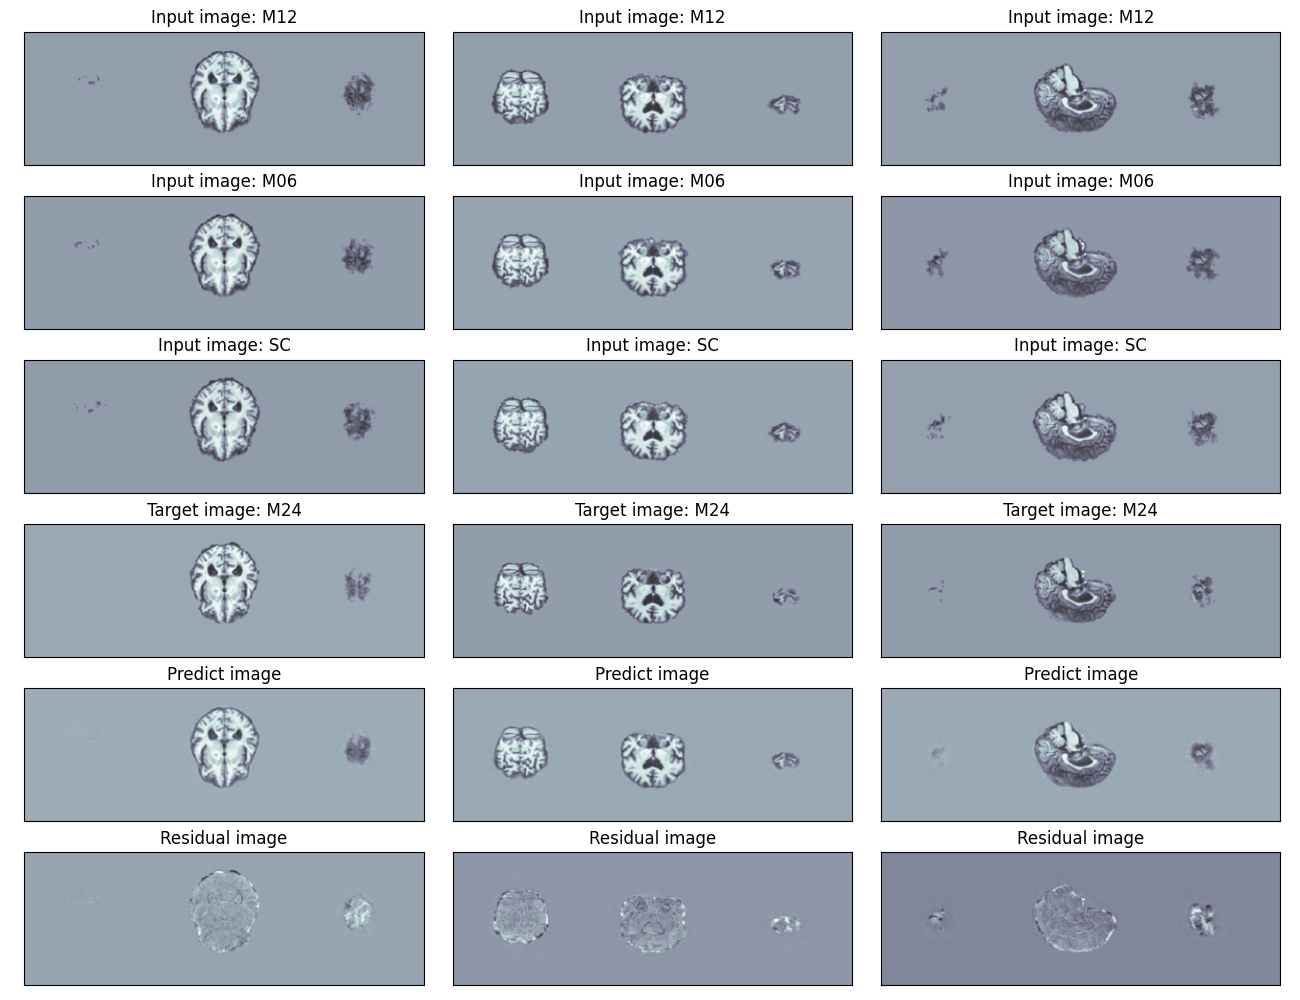 Input image: M12 Input image: M12 Input image: M12
Input image: M06 Input image: M06 Input image: M06
Input image: SC Input image: SC Input image: SC
Target image: M24 Target image: M24 Target image: M24
Predict image Predict image Predict image
Residual image Residual image Residual image